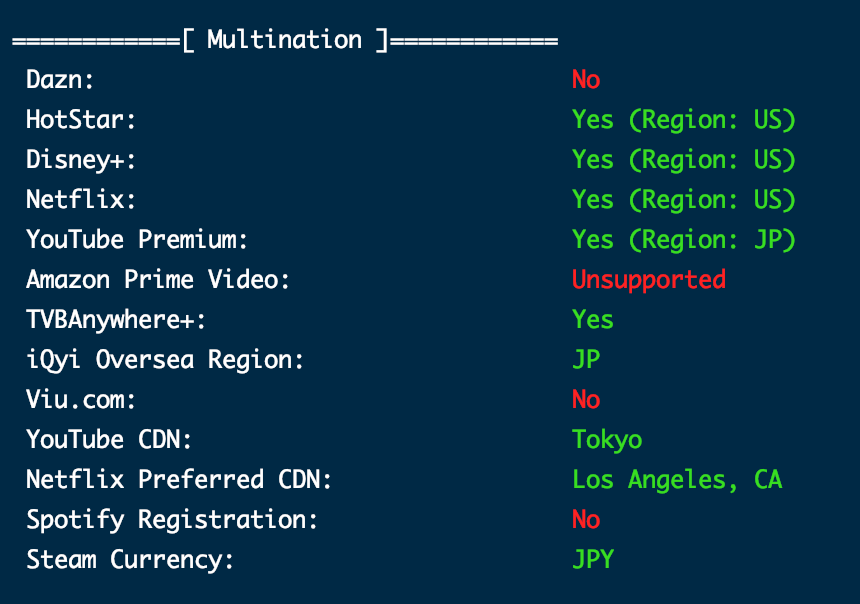 ============[ Multination ]============
Dazn: No
HotStar: Yes (Region: US)
Disney+: Yes (Region: US)
Netflix: Yes (Region: US)
YouTube Premium: Yes (Region: JP)
Amazon Prime Video: Unsupported
TVBAnywhere+: Yes
iQyi Oversea Region: JP
Viu.com: No
YouTube CDN: Tokyo
Netflix Preferred CDN: Los Angeles, CA
Spotify Registration: No
Steam Currency: JPY